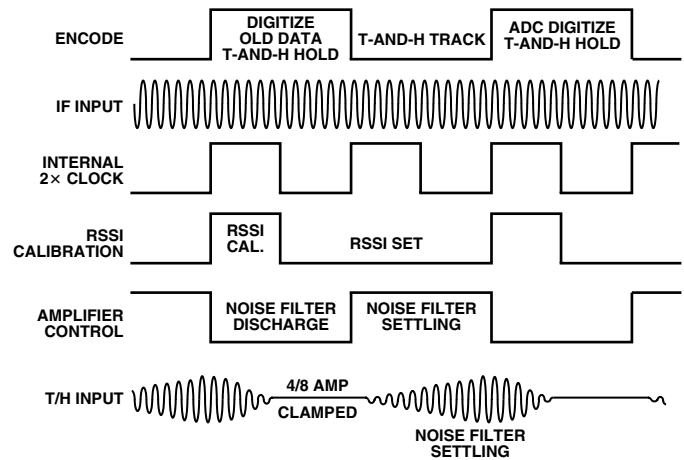 ENCODE
DIGITIZE
OLD DATA
T-AND-H HOLD
T-AND-H TRACK
ADC DIGITIZE
T-AND-H HOLD
IF INPUT
INTERNAL
2× CLOCK
RSSI
CALIBRATION
RSSI
CAL.
RSSI SET
AMPLIFIER
CONTROL
NOISE FILTER
DISCHARGE
NOISE FILTER
SETTLING
T/H INPUT
4/8 AMP
CLAMPED
NOISE FILTER
SETTLING